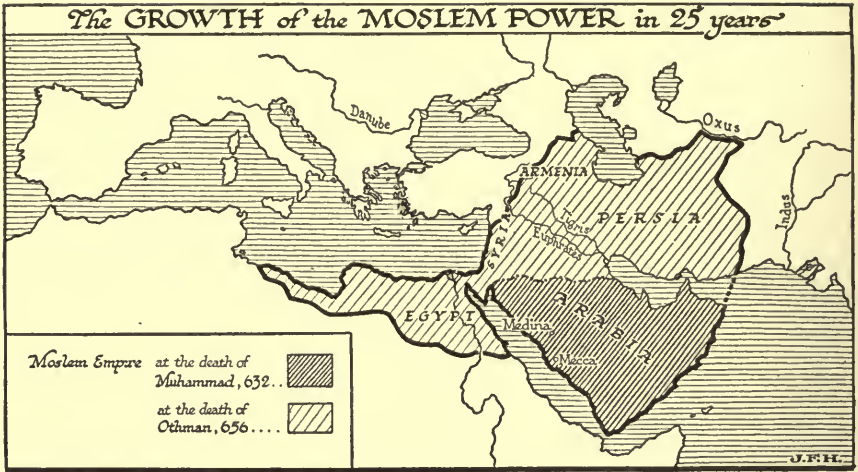 The GROWTH of the MOSLEM POWER in 25 years
Danube
Oxus
ARMENIA
PERSIA
Tigris
Euphrates
SYRIA
Indus
EGYPT
ARABIA
Medina
Mecca
Moslem Empire at the death of
Muhammad, 632..
at the death of
Othman, 656....
J.F.H.